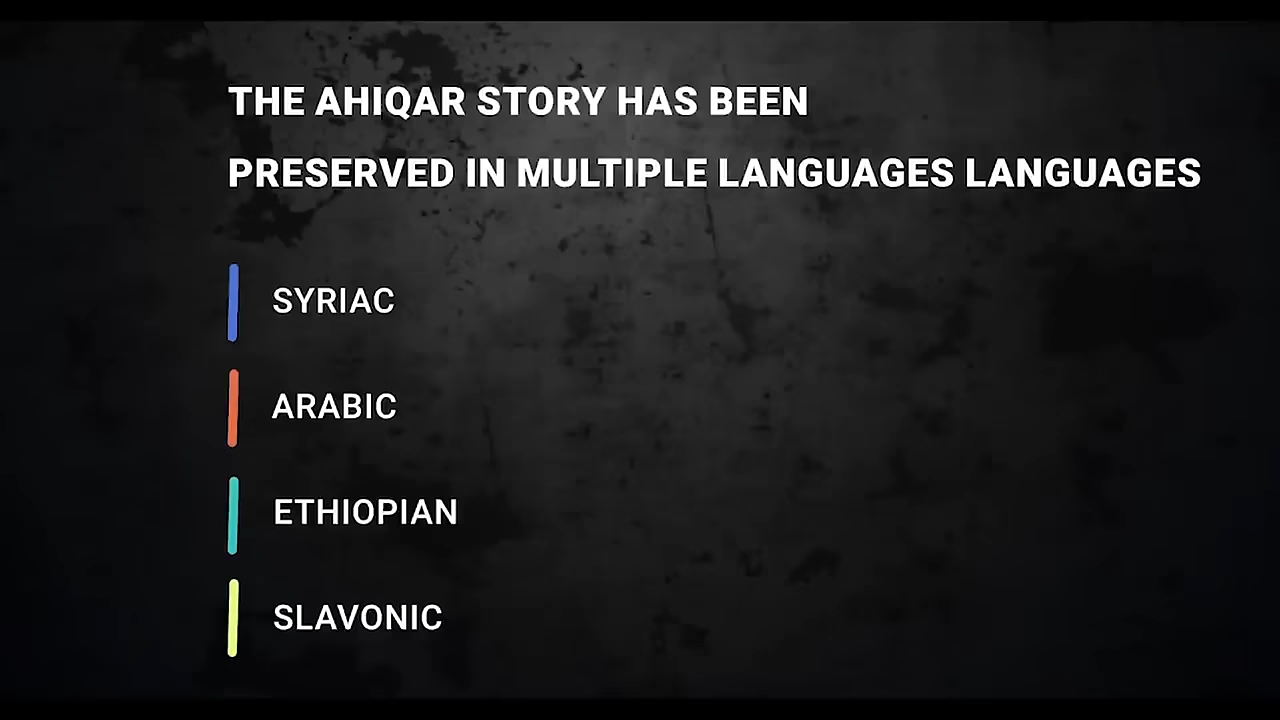 THE AHIQAR STORY HAS BEEN
PRESERVED IN MULTIPLE LANGUAGES LANGUAGES
SYRIAC
ARABIC
ETHIOPIAN
SLAVONIC